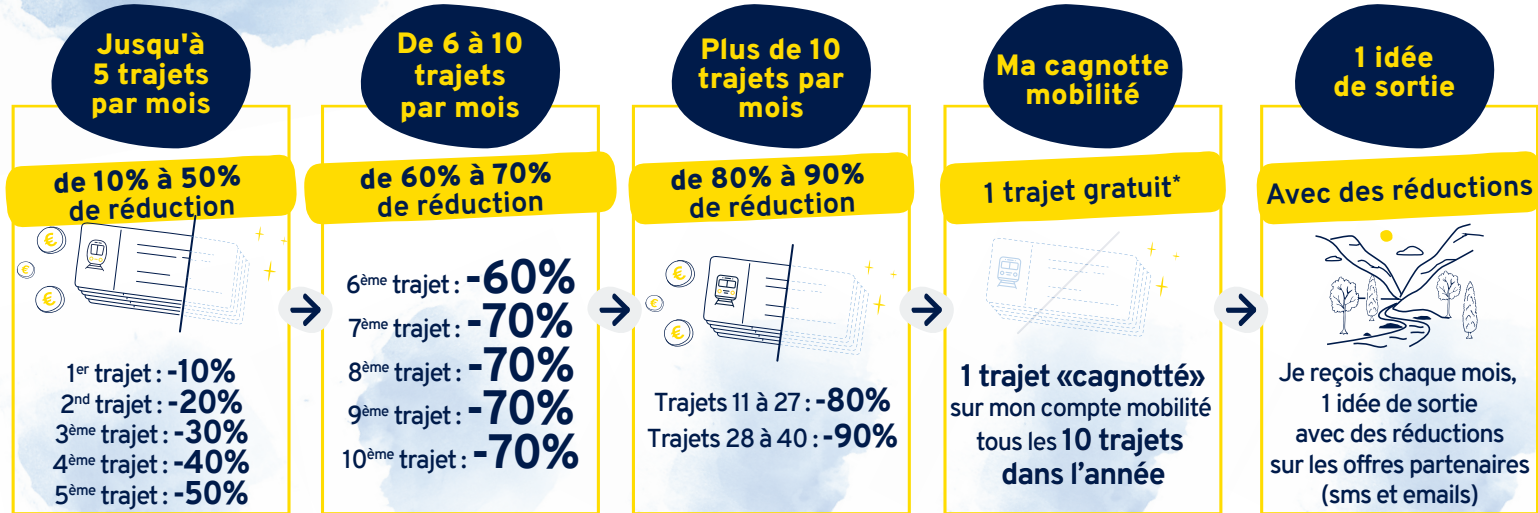 Jusqu'à
5 trajets
par mois
de 10% à 50%
de réduction
€
€
€
1er trajet : -10%
2nd trajet : -20%
3ème trajet : -30%
4ème trajet : -40%
5ème trajet : -50%
De 6 à 10
trajets
par mois
de 60% à 70%
de réduction
6ème trajet : -60%
7ème trajet : -70%
8ème trajet : -70%
9ème trajet : -70%
10ème trajet : -70%
Plus de 10
trajets par
mois
de 80% à 90%
de réduction
€
€
€
Trajets 11 à 27 : -80%
Trajets 28 à 40 : -90%
Ma cagnotte
mobilité
1 trajet gratuit*
1 trajet «cagnotté»
sur mon compte mobilité
tous les 10 trajets
dans l’année
1 idée
de sortie
Avec des réductions
Je reçois chaque mois,
1 idée de sortie
avec des réductions
sur les offres partenaires
(sms et emails)